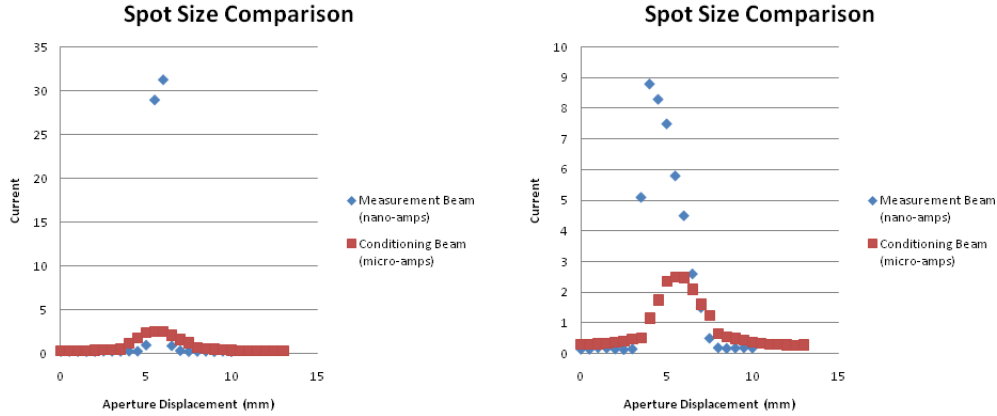 Spot Size Comparison
35
30
25
20
15
10
5
0
Current
0 5 10 15
Aperture Displacement (mm)
Measurement Beam
(nano-amps)
Conditioning Beam
(micro-amps)
Spot Size Comparison
10
9
8
7
6
5
4
3
2
1
0
Current
0 5 10 15
Aperture Displacement (mm)
Measurement Beam
(nano-amps)
Conditioning Beam
(micro-amps)